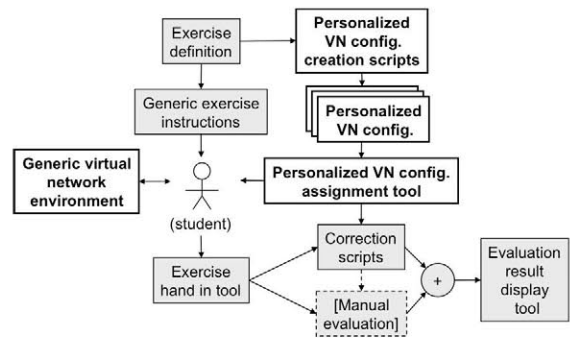 Exercise
definition
Personalized
VN config.
creation scripts
Generic exercise
instructions
Personalized
VN config.
Generic virtual
network
environment
(student)
Personalized VN config.
assignment tool
Exercise
hand in tool
Correction
scripts
[Manual
evaluation]
+
Evaluation
result
display
tool